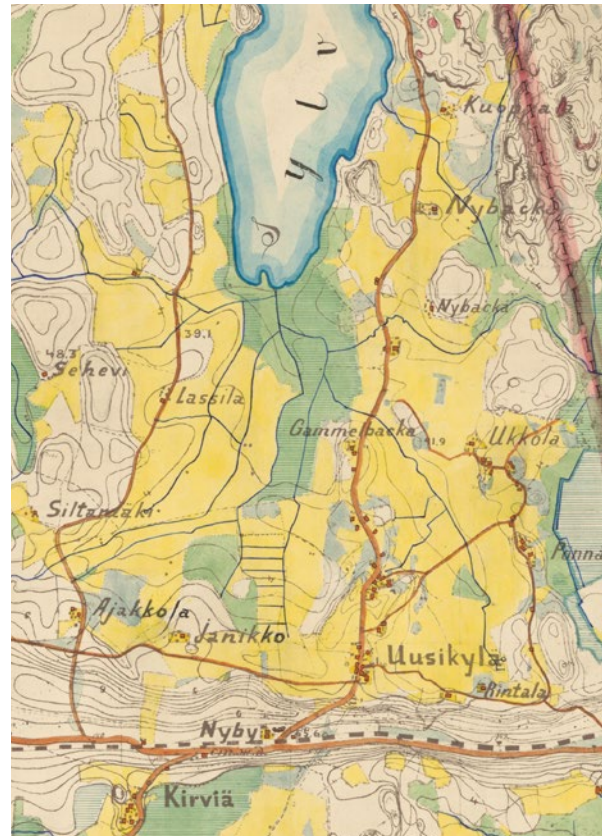 Kuoppala
Nybacka
Nybacka
39.1
48.3
Sehevi
Lassila
Gammelbacka
41.9
Ukkola
Siltamäki
Ajakkola
Janikko
Uusikylä
Rintala
Nyby
Kirviä